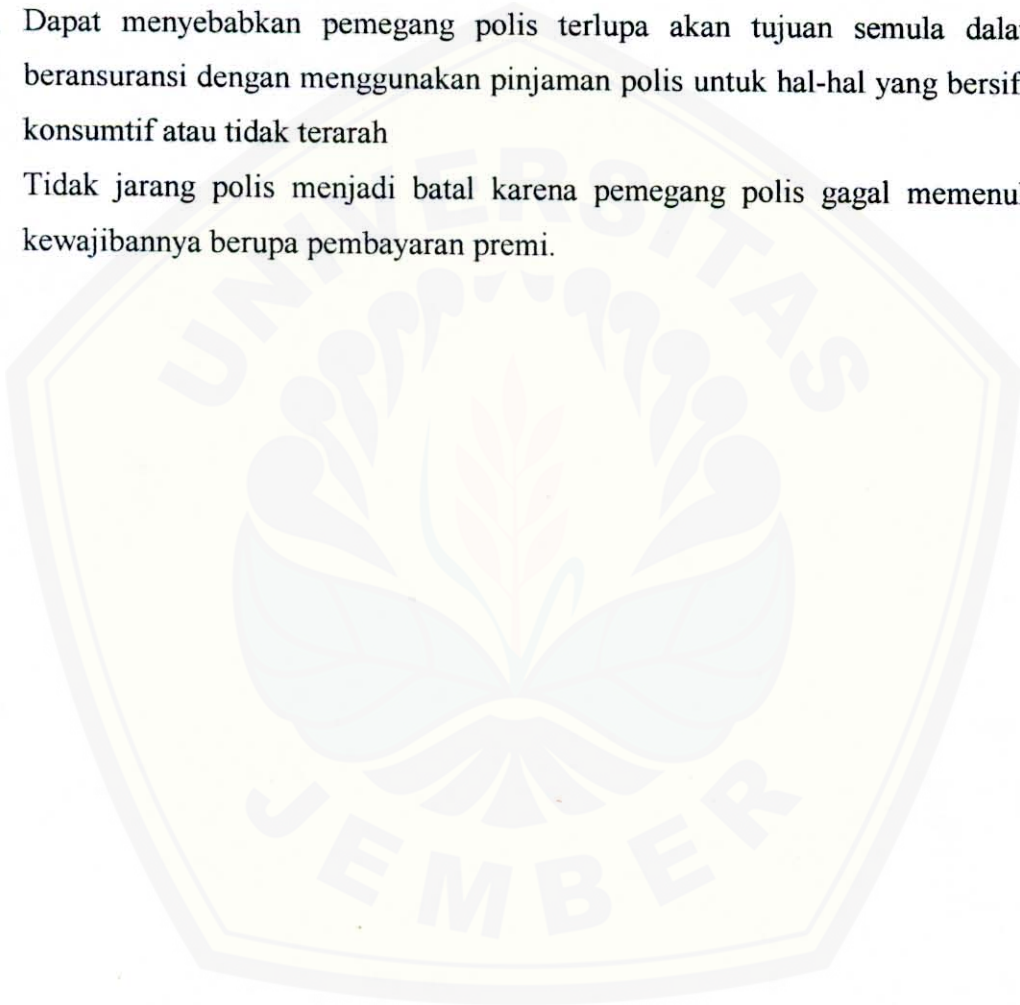 Dapat menyebabkan pemegang polis terlupa akan tujuan semula dala
beransuransi dengan menggunakan pinjaman polis untuk hal-hal yang bersif
konsumtif atau tidak terarah
Tidak jarang polis menjadi batal karena pemegang polis gagal memenu
kewajibannya berupa pembayaran premi.
UNIVERSITAS
JEMBER